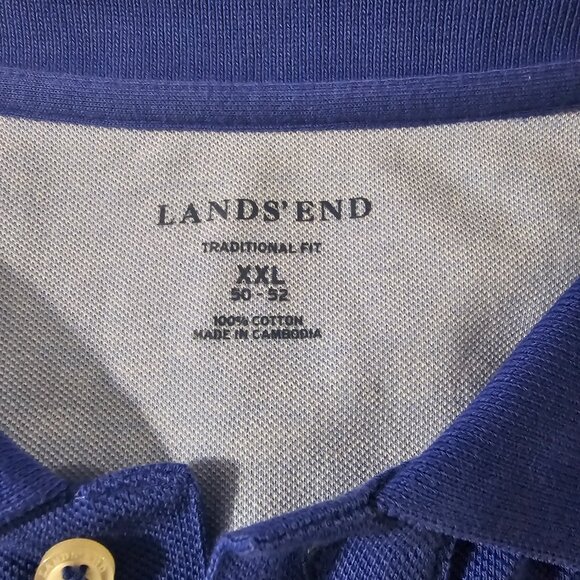 LANDS' END
TRADITIONAL FIT
XXL
50 - 52
100% COTTON
MADE IN CAMBODIA